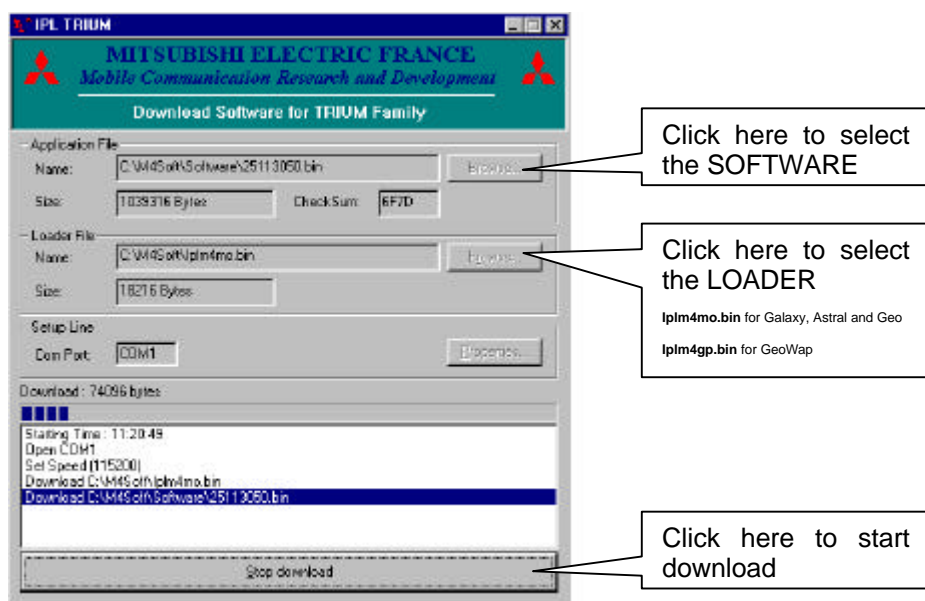 IPL TRIUM
MITSUBISHI ELECTRIC FRANCE
Mobile Communication Research and Development
Download Software for TRIUM Family
Application File
Name: C:\M4Soft\Software\25113050.bin Browse...
Size: 1039316 Bytes CheckSum: 6F7D
Loader File
Name: C:\M4Soft\Iplm4mo.bin Browse...
Size: 18216 Bytes
Setup Line
Com Port: COM1 Properties...
Download : 74096 bytes
Starting Time : 11:20:49
Open COM1
Set Speed (115200)
Download C:\M4Soft\Iplm4mo.bin
Download C:\M4Soft\Software\25113050.bin
Stop download
Click here to select
the SOFTWARE
Click here to select
the LOADER
Iplm4mo.bin for Galaxy, Astral and Geo
Iplm4gp.bin for GeoWap
Click here to start
download